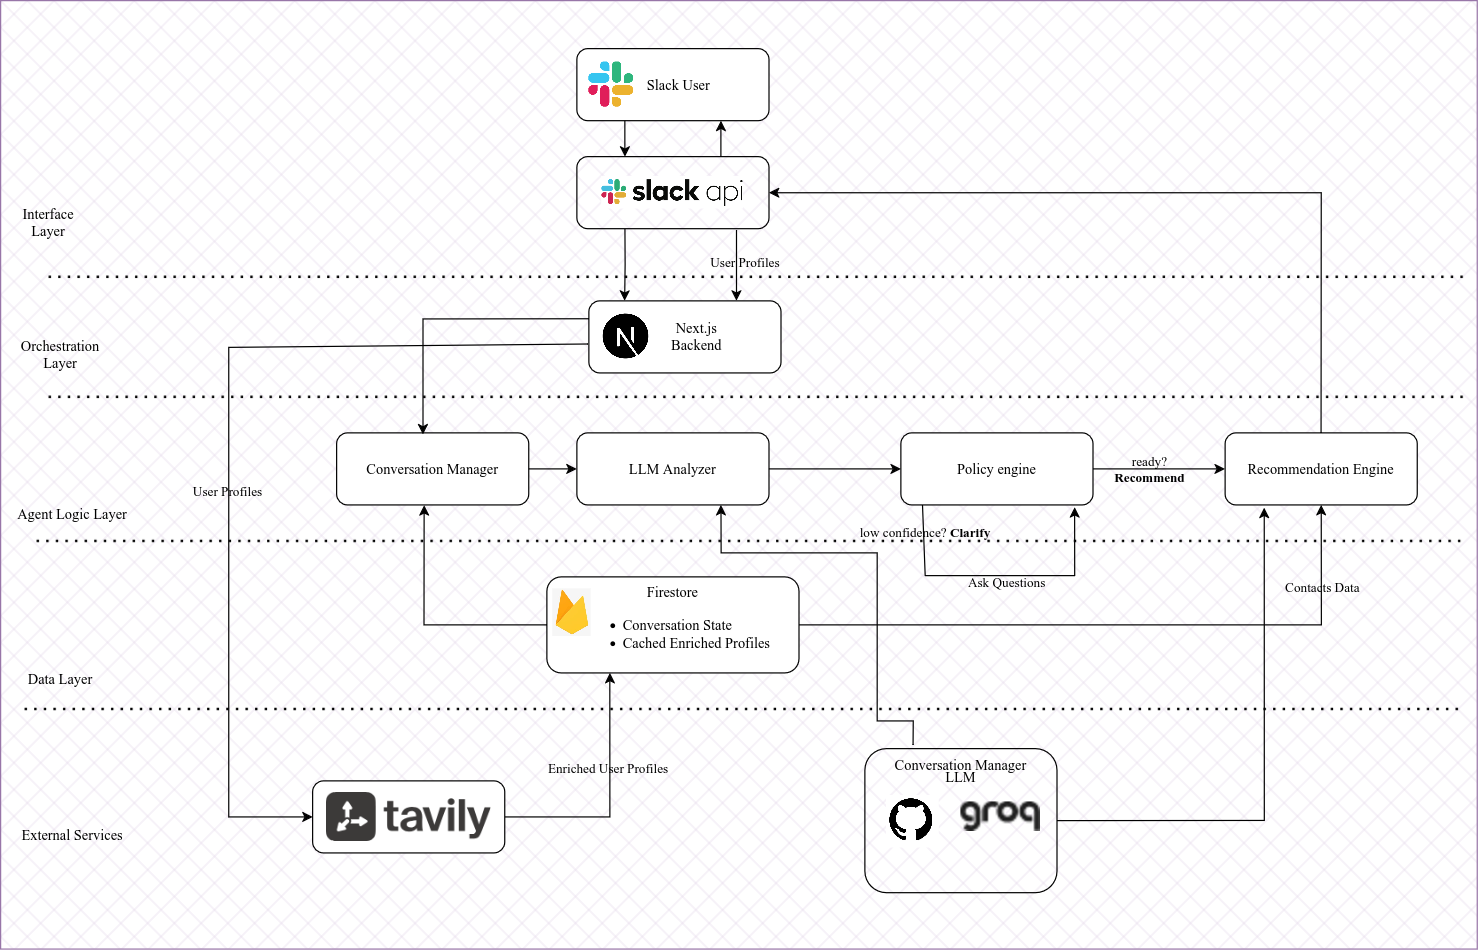 Slack User
slack api
Interface
Layer
User Profiles
Next.js
Backend
Orchestration
Layer
Conversation Manager
LLM Analyzer
Policy engine
ready?
Recommend
Recommendation Engine
User Profiles
Agent Logic Layer
low confidence? Clarify
Ask Questions
Contacts Data
Firestore
Conversation State
Cached Enriched Profiles
Data Layer
Enriched User Profiles
Conversation Manager
LLM
tavily
groq
External Services